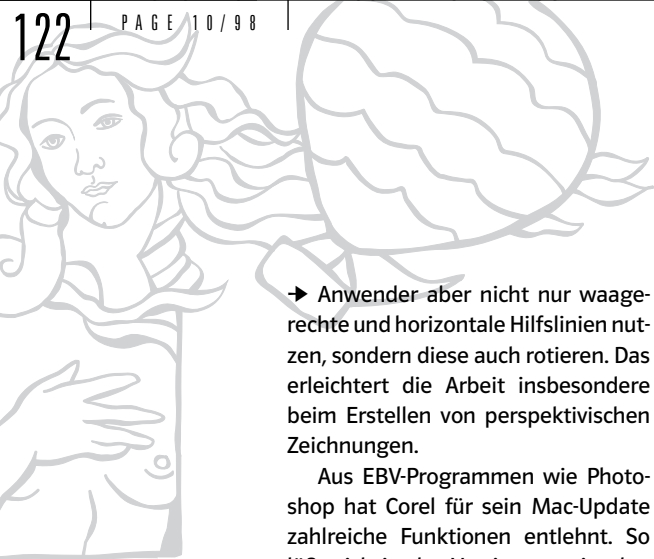 122
PAGE 10/98
→ Anwender aber nicht nur waage-
rechte und horizontale Hilfslinien nut-
zen, sondern diese auch rotieren. Das
erleichtert die Arbeit insbesondere
beim Erstellen von perspektivischen
Zeichnungen.
Aus EBV-Programmen wie Photo-
shop hat Corel für sein Mac-Update
zahlreiche Funktionen entlehnt. So